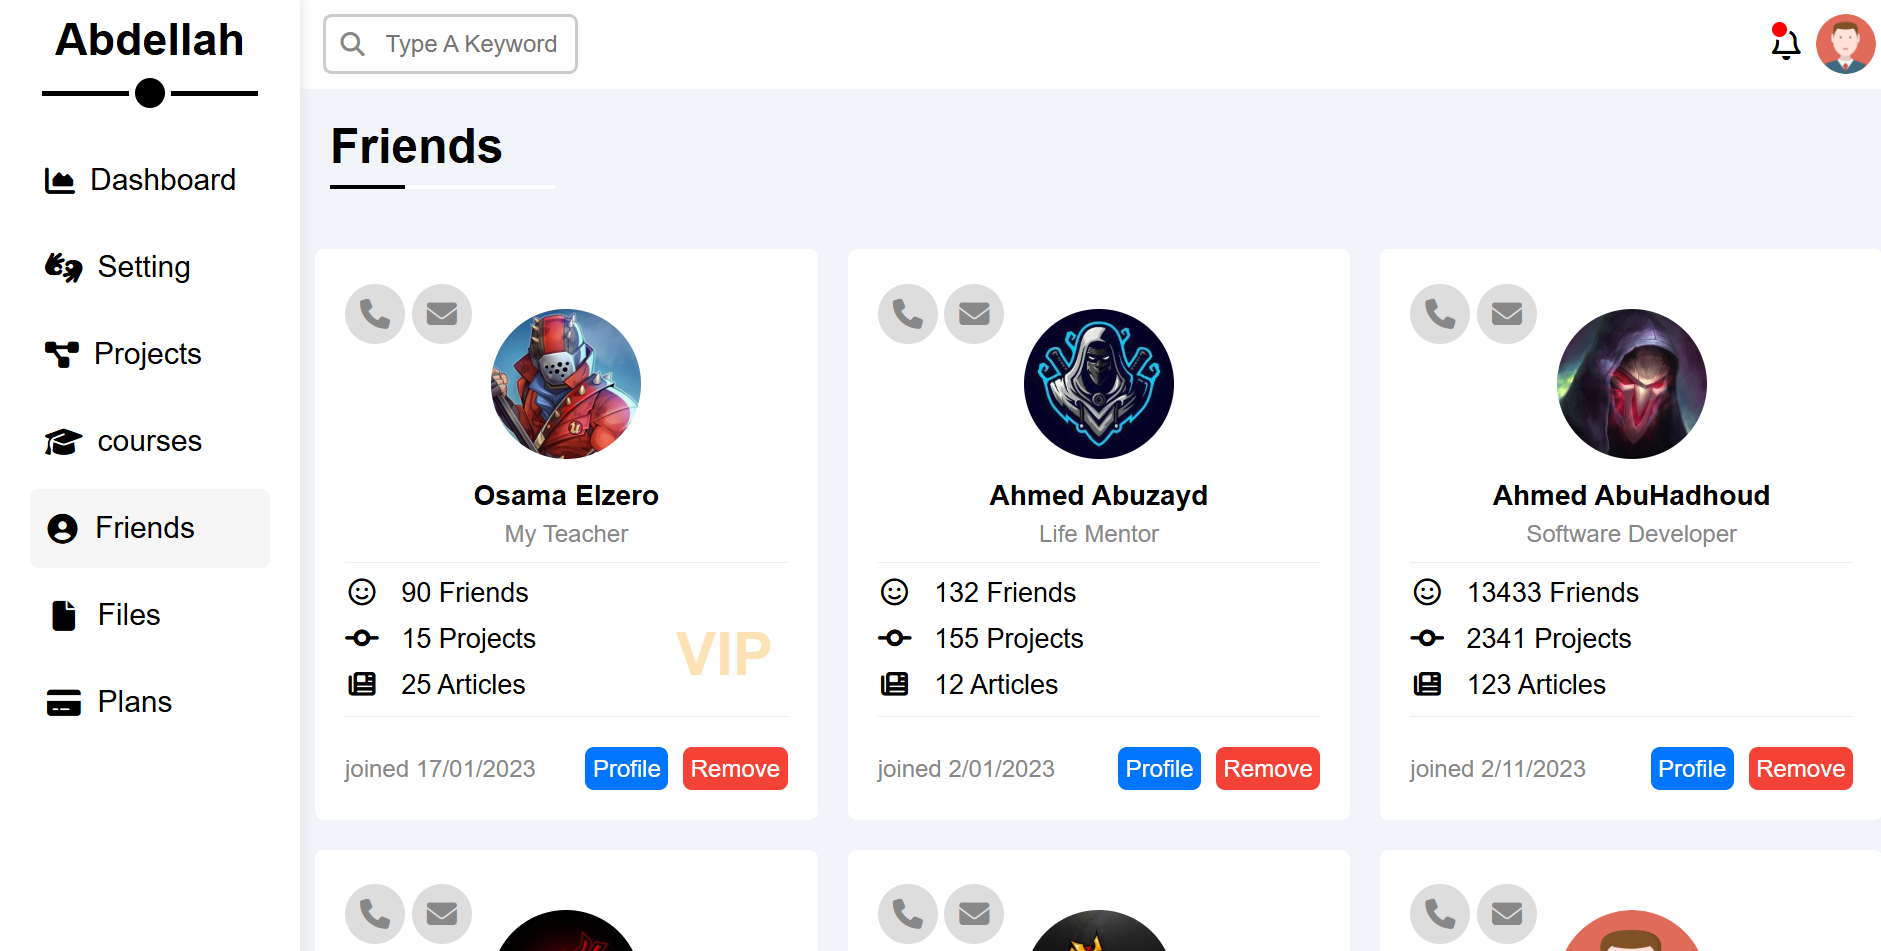 Abdellah
Type A Keyword
Dashboard
Setting
Projects
courses
Friends
Files
Plans
Friends
Osama Elzero
My Teacher
90 Friends
15 Projects
25 Articles
VIP
joined 17/01/2023
Profile
Remove
Ahmed Abuzayd
Life Mentor
132 Friends
155 Projects
12 Articles
joined 2/01/2023
Profile
Remove
Ahmed AbuHadhoud
Software Developer
13433 Friends
2341 Projects
123 Articles
joined 2/11/2023
Profile
Remove